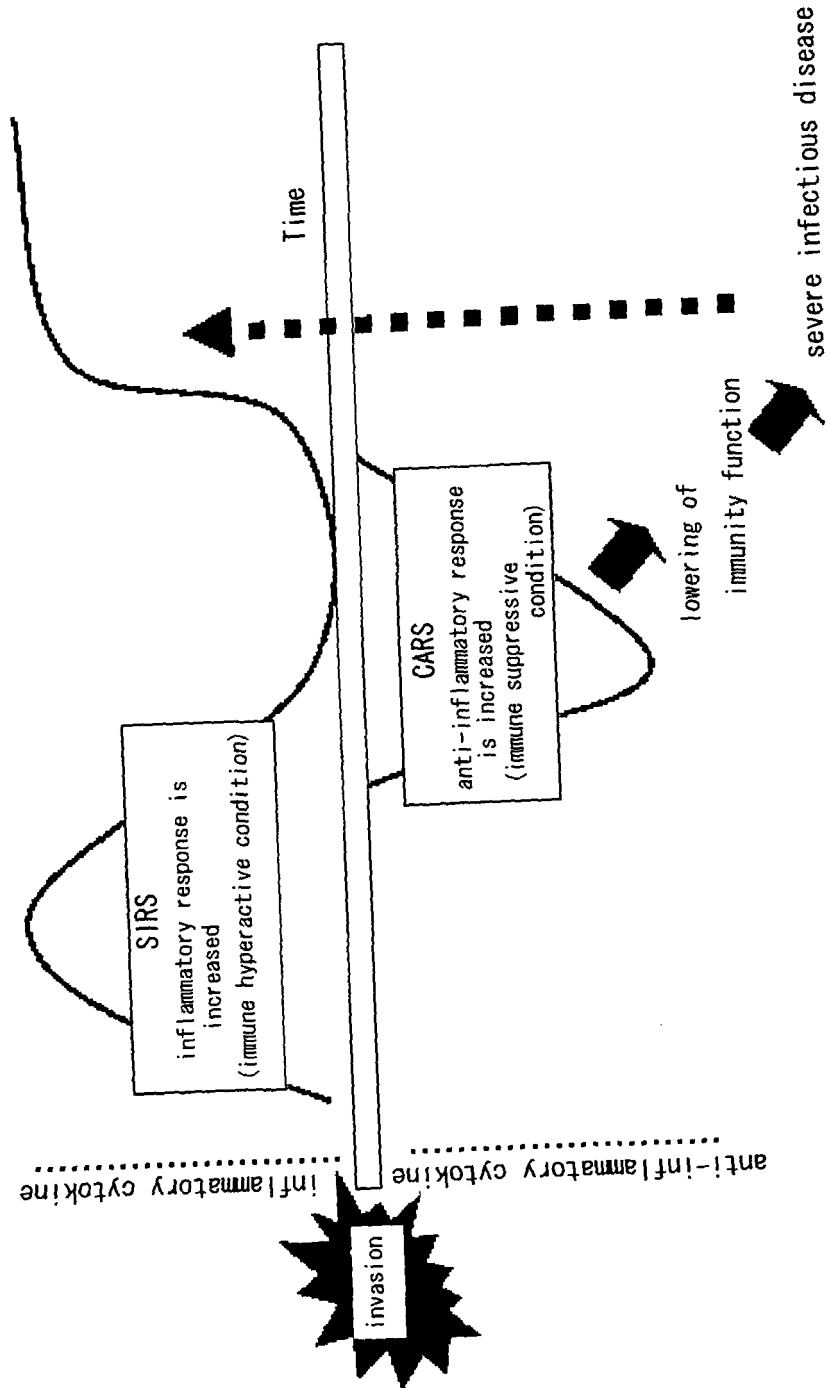 invasion
inflammatory cytokine
anti-inflammatory cytokine
SIRS
inflammatory response is
increased
(immune hyperactive condition)
CARS
anti-inflammatory response
is increased
(immune suppressive
condition)
Time
lowering of
immunity function
severe infectious disease